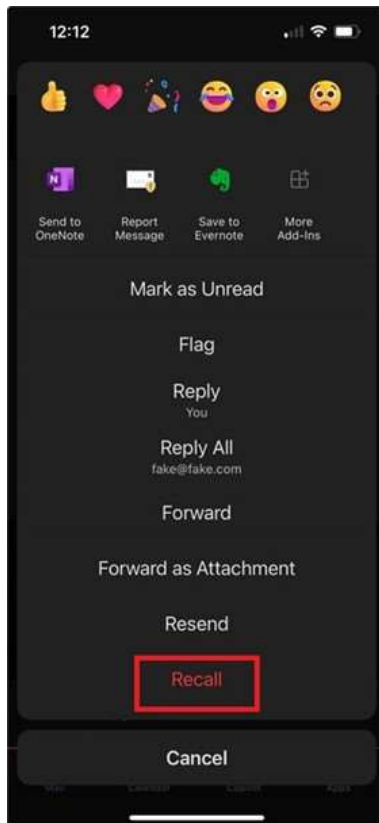 12:12
Send to
OneNote
Report
Message
Save to
Evernote
More
Add-Ins
Mark as Unread
Flag
Reply
You
Reply All
fake@fake.com
Forward
Forward as Attachment
Resend
Recall
Cancel